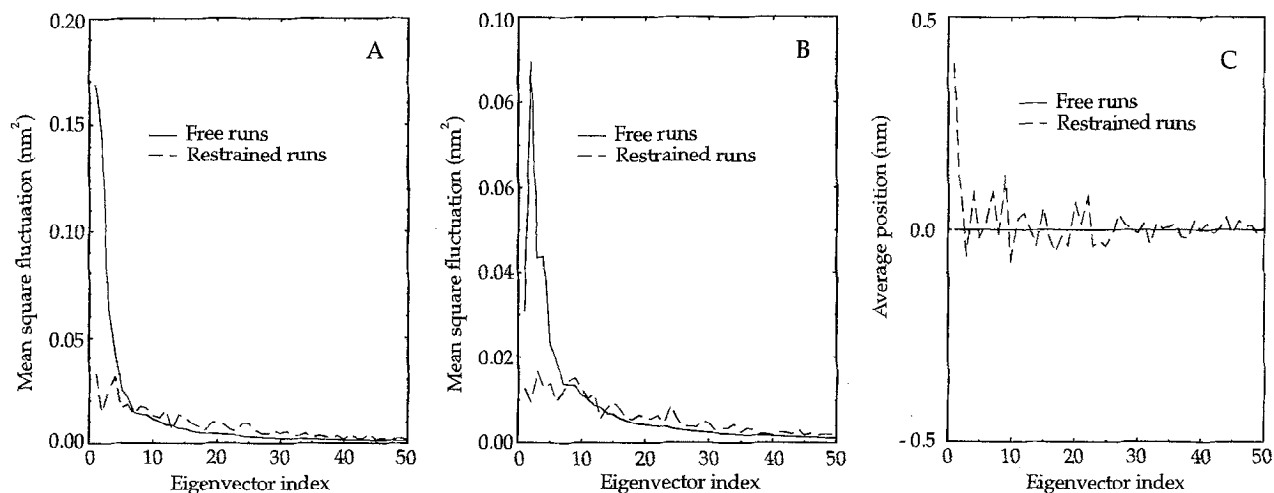 A
0.20
0.15
0.10
0.05
0.00
Mean square fluctuation (nm²)
Free runs
Restrained runs
0 10 20 30 40 50
Eigenvector index
B
0.10
0.06
0.06
0.04
0.02
0.00
Mean square fluctuation (nm²)
Free runs
Restrained runs
0 10 20 30 40 50
Eigenvector index
C
0.5
0.0
-0.5
Average position (nm)
Free runs
Restrained runs
0 10 20 30 40 50
Eigenvector index